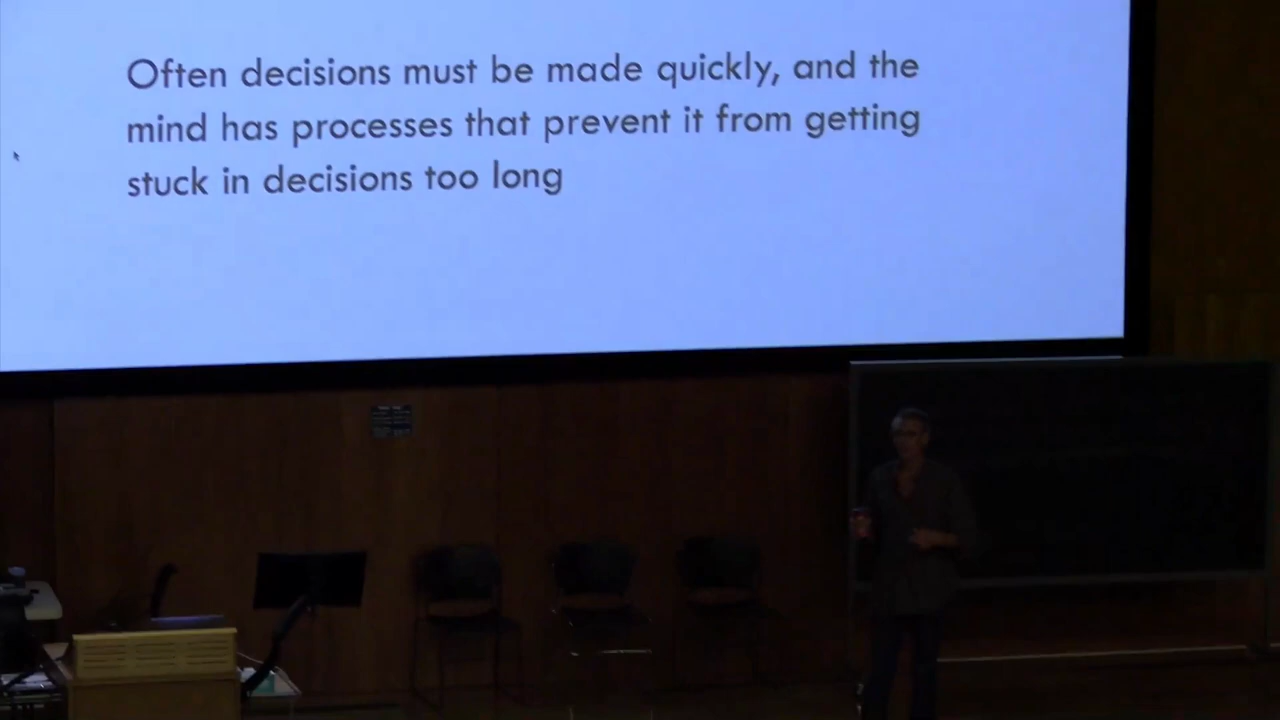 Often decisions must be made quickly, and the
mind has processes that prevent it from getting
stuck in decisions too long